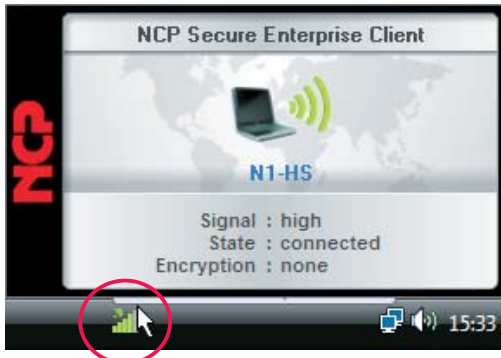 NCP Secure Enterprise Client
NCP
N1-HS
Signal : high
State : connected
Encryption : none
15:33